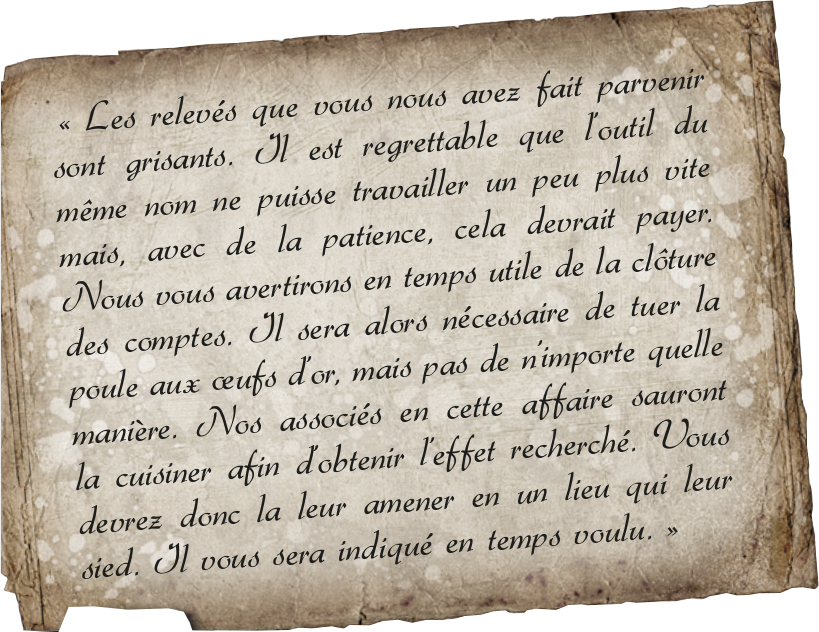 « Les relevés que vous nous avez fait parvenir
sont grisants. Il est regrettable que l'outil du
même nom ne puisse travailler un peu plus vite
mais, avec de la patience, cela devrait payer.
Nous vous avertirons en temps utile de la clôture
des comptes. Il sera alors nécessaire de tuer la
poule aux œufs d'or, mais pas de n'importe quelle
manière. Nos associés en cette affaire sauront
la cuisiner afin d'obtenir l'effet recherché. Vous
devrez donc la leur amener en un lieu qui leur
sied. Il vous sera indiqué en temps voulu. »